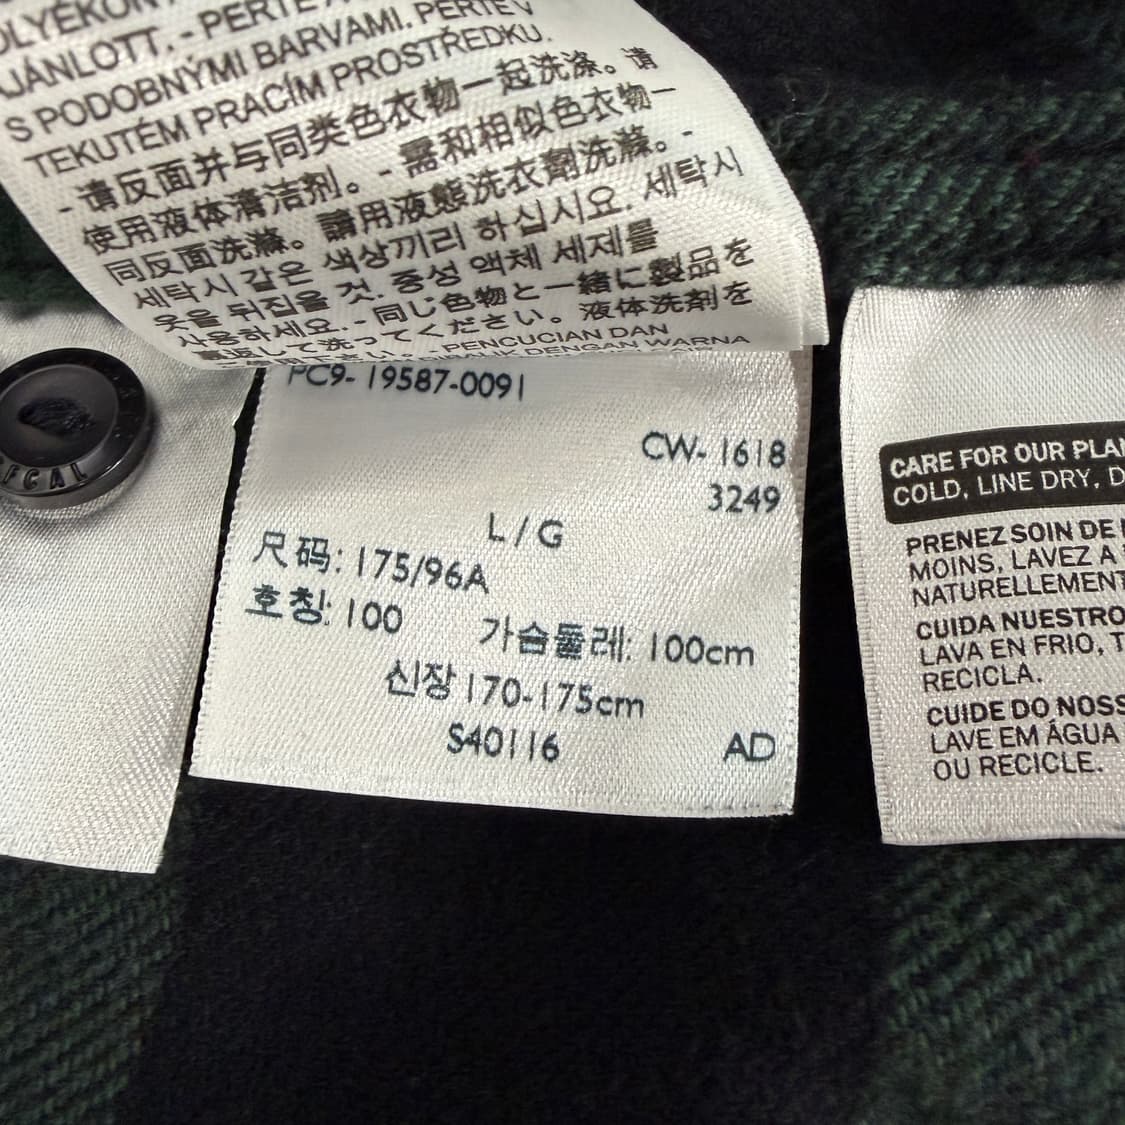 JÁNLOTT. - PERTE
S PODOBNÝMI BARVAMI. PERTE V
TEKUTÉM PRACÍM PROSTŘEDKU.
- 请反面并与同类色衣物一起洗涤。请
使用液体清洁剂。- 需和相似色衣物一
同反面洗滌。請用液態洗衣劑洗滌。-
세탁시 같은 색상끼리 하십시요. 세탁시
옷을 뒤집을 것. 중성 액체 세제를
사용하세요. - 同じ色物と一緒に製品を
裏返して洗ってください。液体洗剤を
PENCUCIAN DAN
DENGAN WARNA
PC9-19587-0091
CW-1618
3249
L/G
尺码: 175/96A
호칭: 100 가슴둘레: 100cm
신장 170-175cm
S40116 AD
CARE FOR OUR
COLD, LINE DRY,
PRENEZ SOIN DE
MOINS, LAVEZ A
NATURELLEMENT
CUIDA NUESTRO
LAVA EN FRIO,
RECICLA.
CUIDE DO
LAVE EM ÁGUA
OU RECICLE.